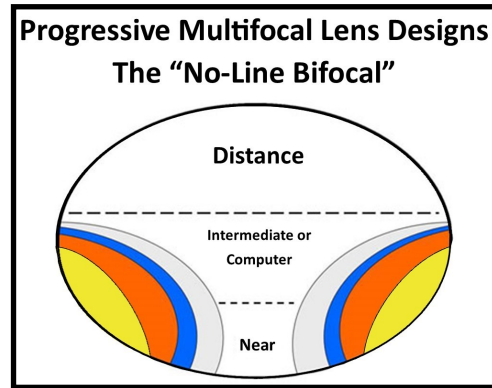 Progressive Multifocal Lens Designs
The “No-Line Bifocal”
Distance
Intermediate or
Computer
Near